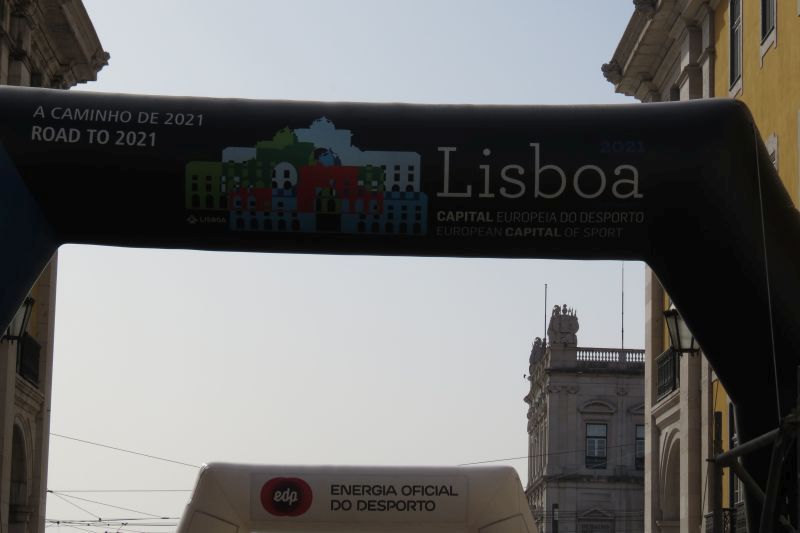 A CAMINHO DE 2021
ROAD TO 2021
LISBOA
2021
Lisboa
CAPITAL EUROPEIA DO DESPORTO
EUROPEAN CAPITAL OF SPORT
edp
ENERGIA OFICIAL
DO DESPORTO